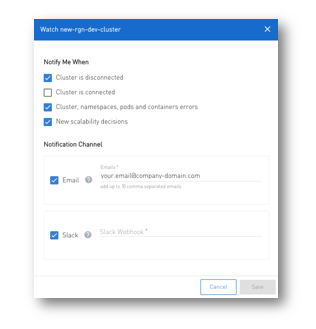 Watch new-rgn-dev-cluster
Notify Me When
Cluster is disconnected
Cluster is connected
Cluster, namespaces, pods and containers errors
New scalability decisions
Notification Channel
Emails *
Email
your.email@company-domain.com
add up to 10 comma separated emails
Slack
Slack Webhook *
Cancel
Save